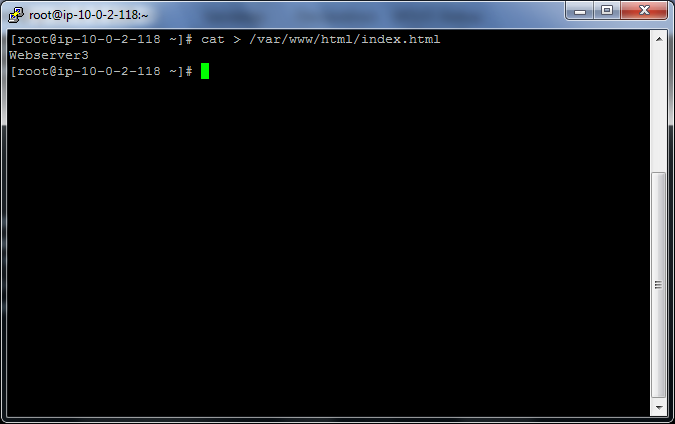 root@ip-10-0-2-118:~
[root@ip-10-0-2-118 ~]# cat > /var/www/html/index.html
Webserver3
[root@ip-10-0-2-118 ~]#